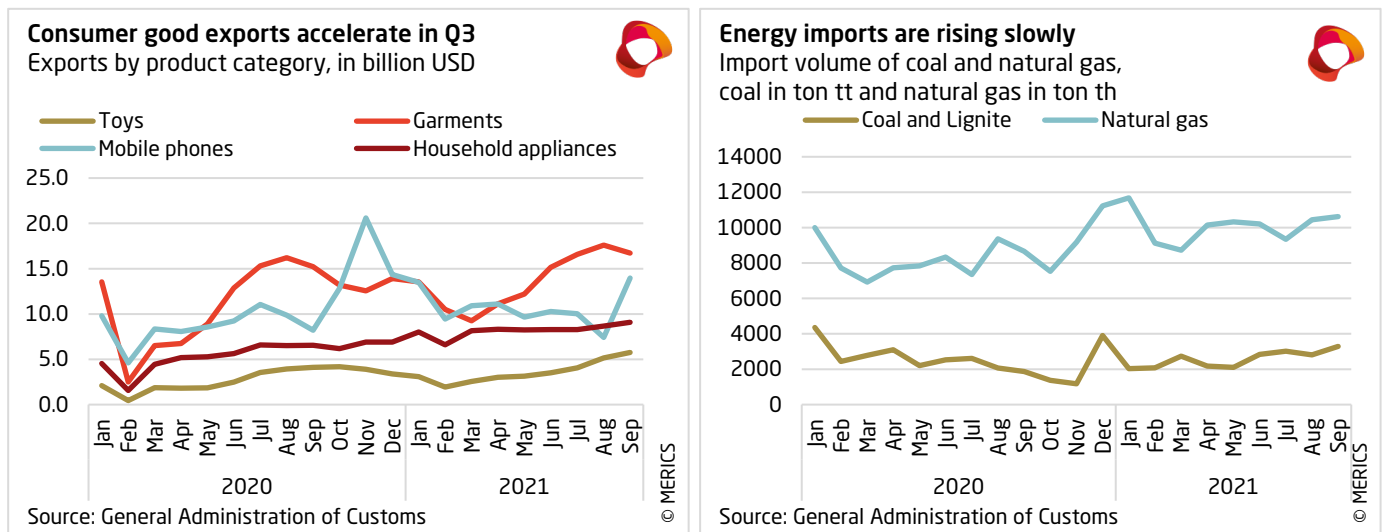 Consumer good exports accelerate in Q3
Exports by product category, in billion USD
Toys
Garments
Mobile phones
Household appliances
25.0
20.0
15.0
10.0
5.0
0.0
Jan Feb Mar Apr May Jun Jul Aug Sep Oct Nov Dec Jan Feb Mar Apr May Jun Jul Aug Sep
2020 2021
Source: General Administration of Customs
© MERICS
Energy imports are rising slowly
Import volume of coal and natural gas,
coal in ton tt and natural gas in ton th
Coal and Lignite
Natural gas
14000
12000
10000
8000
6000
4000
2000
0
Jan Feb Mar Apr May Jun Jul Aug Sep Oct Nov Dec Jan Feb Mar Apr May Jun Jul Aug Sep
2020 2021
Source: General Administration of Customs
© MERICS